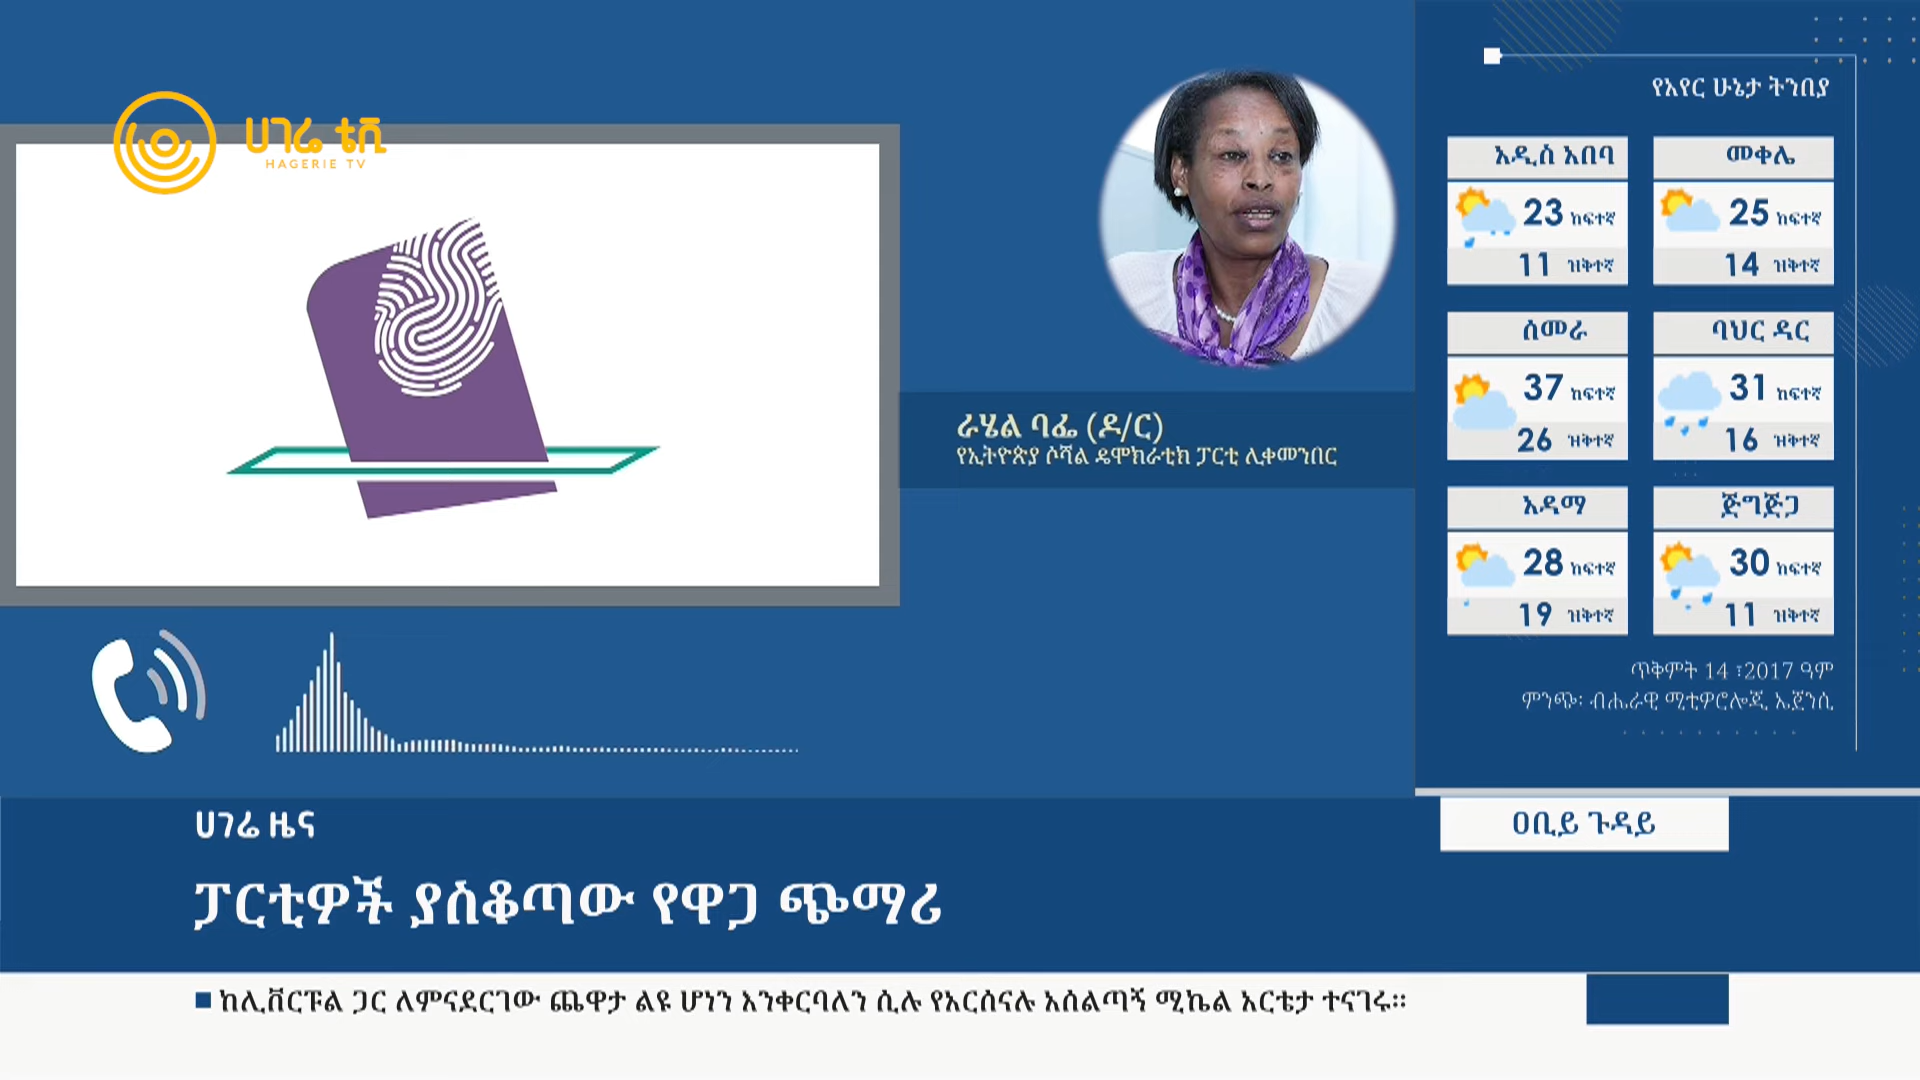 ሀገሬ ቴቪ
HAGERIE TV
ራሄል ባፌ (ዶ/ር)
የኢትዮጵያ ሶሻል ዴሞክራቲክ ፓርቲ ሊቀመንበር
የአየር ሁኔታ ትንበያ
አዲስ አበባ
23 ከፍተኛ
11 ዝቅተኛ
መቀሌ
25 ከፍተኛ
14 ዝቅተኛ
ሰመራ
37 ከፍተኛ
26 ዝቅተኛ
ባህር ዳር
31 ከፍተኛ
16 ዝቅተኛ
አዳማ
28 ከፍተኛ
19 ዝቅተኛ
ጅግጅጋ
30 ከፍተኛ
11 ዝቅተኛ
ጥቅምት 14 ፣2017 ዓም
ምንጭ፡ ብሔራዊ ሚቲዎሮሎጂ ኤጀንሲ
ሀገሬ ዜና
ዐቢይ ጉዳይ
ፓርቲዎች ያስቆጣው የዋጋ ጭማሪ
ከሊቨርፑል ጋር ለምናደርገው ጨዋታ ልዩ ሆነን እንቀርባለን ሲሉ የአርሰናሉ አሰልጣኝ ሚኬል አርቴታ ተናገሩ።